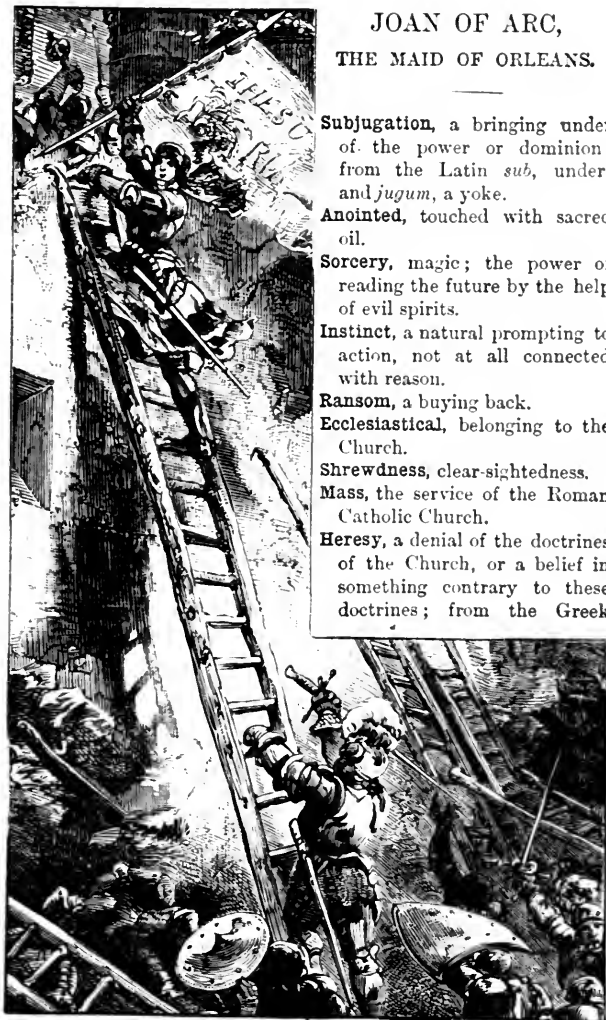 JOAN OF ARC,
THE MAID OF ORLEANS.
Subjugation, a bringing under
of the power or dominion
from the Latin sub, under
and jugum, a yoke.
Anointed, touched with sacred
oil.
Sorcery, magic; the power of
reading the future by the help
of evil spirits.
Instinct, a natural prompting to
action, not at all connected
with reason.
Ransom, a buying back.
Ecclesiastical, belonging to the
Church.
Shrewdness, clear-sightedness.
Mass, the service of the Roman
Catholic Church.
Heresy, a denial of the doctrines
of the Church, or a belief in
something contrary to these
doctrines; from the Greek
IHESU